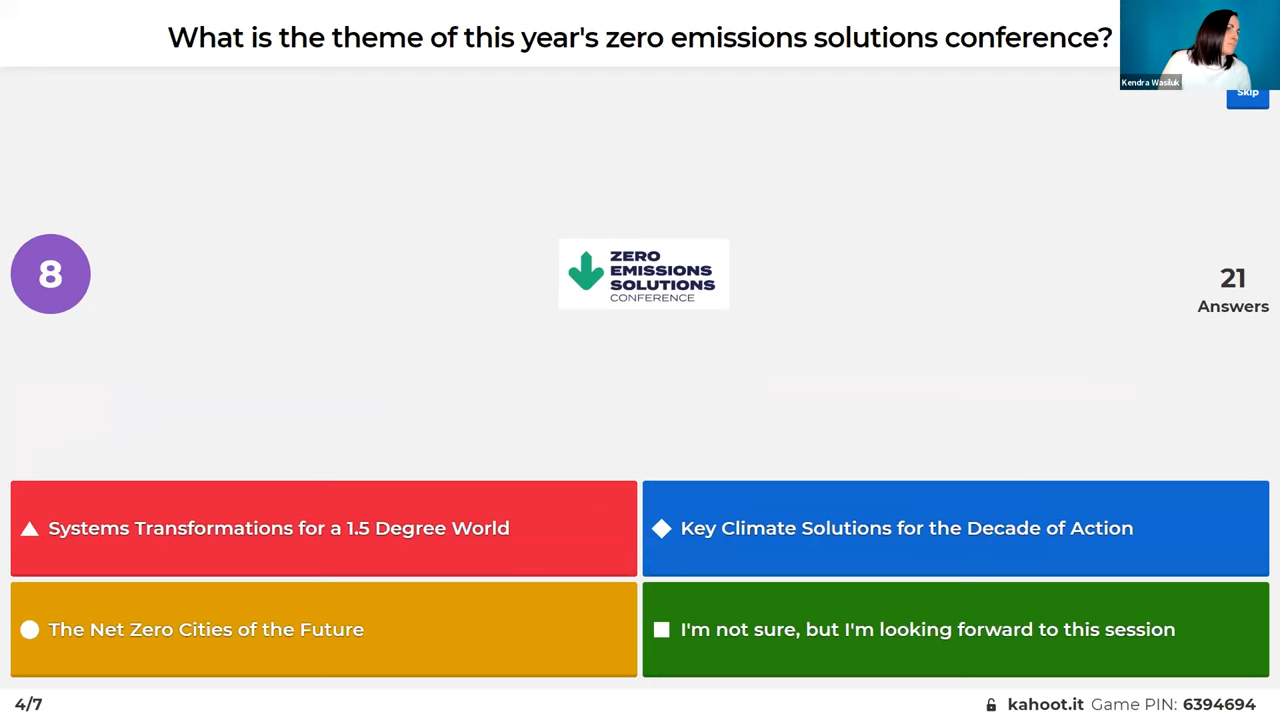 What is the theme of this year's zero emissions solutions conference?
Kendra Wasiluk
Skip
8
ZERO
EMISSIONS
SOLUTIONS
CONFERENCE
21
Answers
Systems Transformations for a 1.5 Degree World
Key Climate Solutions for the Decade of Action
The Net Zero Cities of the Future
I'm not sure, but I'm looking forward to this session
4/7
kahoot.it Game PIN: 6394694